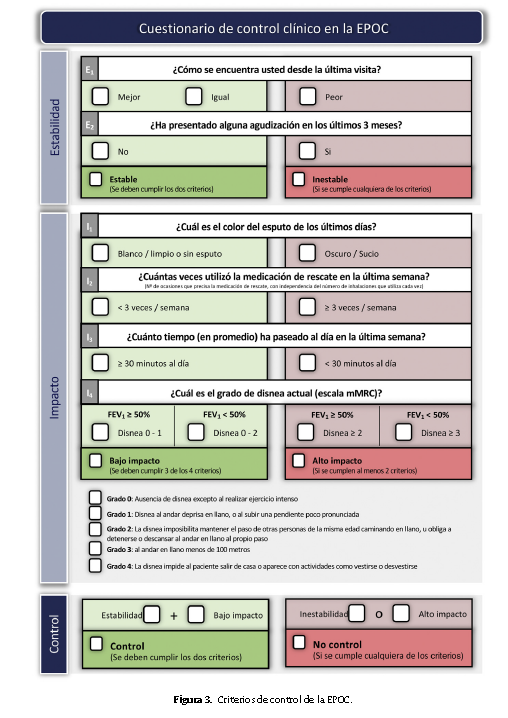 Cuestionario de control clínico en la EPOC
Estabilidad
E1 ¿Cómo se encuentra usted desde la última visita?
Mejor Igual Peor
E2 ¿Ha presentado alguna agudización en los últimos 3 meses?
No Si
Estable Inestable
(Se deben cumplir los dos criterios) (Si se cumple cualquiera de los criterios)
Impacto
I1 ¿Cuál es el color del esputo de los últimos días?
Blanco / limpio o sin esputo Oscuro / Sucio
I2 ¿Cuántas veces utilizó la medicación de rescate en la última semana?
(Nº de ocasiones que precisa la medicación de rescate, con independencia del número de inhalaciones que utiliza cada vez)
< 3 veces / semana ≥ 3 veces / semana
I3 ¿Cuánto tiempo (en promedio) ha paseado al día en la última semana?
≥ 30 minutos al día < 30 minutos al día
I4 ¿Cuál es el grado de disnea actual (escala mMRC)?
FEV1 ≥ 50% FEV1 < 50% FEV1 ≥ 50% FEV1 < 50%
Disnea 0 - 1 Disnea 0 - 2 Disnea ≥ 2 Disnea ≥ 3
Bajo impacto Alto impacto
(Se deben cumplir 3 de los 4 criterios) (Si se cumplen al menos 2 criterios)
Grado 0: Ausencia de disnea excepto al realizar ejercicio intenso
Grado 1: Disnea al andar deprisa en llano, o al subir una pendiente poco pronunciada
Grado 2: La disnea imposibilita mantener el paso de otras personas de la misma edad caminando en llano, u obliga a
detenerse o descansar al andar en llano al propio paso
Grado 3: al andar en llano menos de 100 metros
Grado 4: La disnea impide al paciente salir de casa o aparece con actividades como vestirse o desvestirse
Control
Estabilidad + Bajo impacto Inestabilidad O Alto impacto
Control No control
(Se deben cumplir los dos criterios) (Si se cumple cualquiera de los criterios)
Figura 3. Criterios de control de la EPOC.